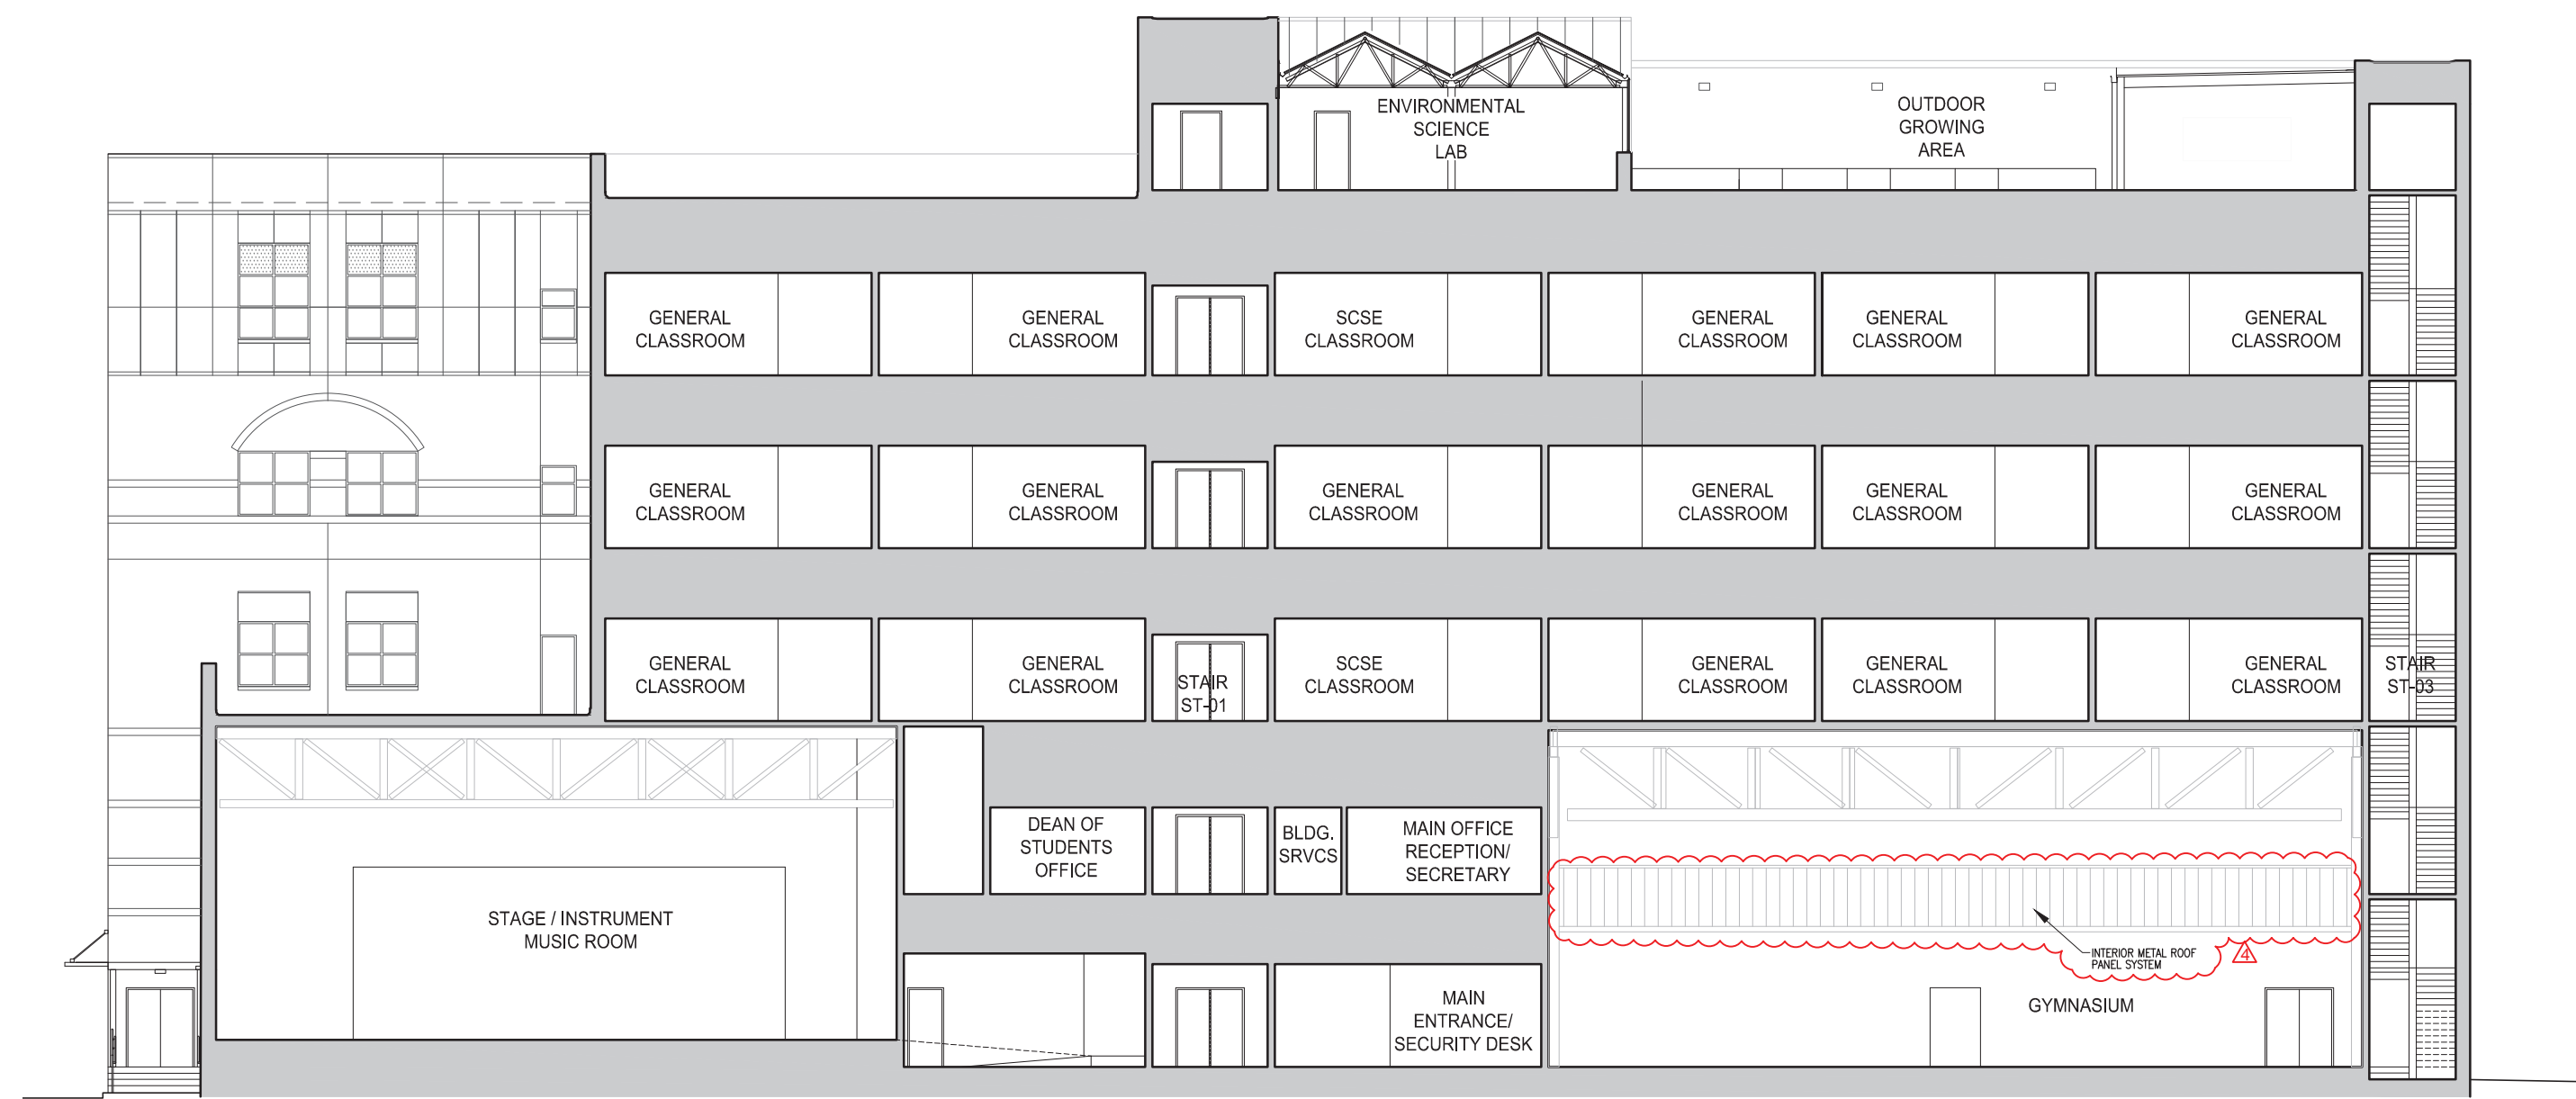 ENVIRONMENTAL
SCIENCE
LAB
OUTDOOR
GROWING
AREA
GENERAL
CLASSROOM
GENERAL
CLASSROOM
SCSE
CLASSROOM
GENERAL
CLASSROOM
GENERAL
CLASSROOM
GENERAL
CLASSROOM
GENERAL
CLASSROOM
GENERAL
CLASSROOM
GENERAL
CLASSROOM
GENERAL
CLASSROOM
GENERAL
CLASSROOM
GENERAL
CLASSROOM
GENERAL
CLASSROOM
GENERAL
CLASSROOM
STAIR
ST-01
SCSE
CLASSROOM
GENERAL
CLASSROOM
GENERAL
CLASSROOM
GENERAL
CLASSROOM
STAIR
ST-03
DEAN OF
STUDENTS
OFFICE
BLDG.
SRVCS
MAIN OFFICE
RECEPTION/
SECRETARY
STAGE / INSTRUMENT
MUSIC ROOM
INTERIOR METAL ROOF
PANEL SYSTEM
4
MAIN
ENTRANCE/
SECURITY DESK
GYMNASIUM